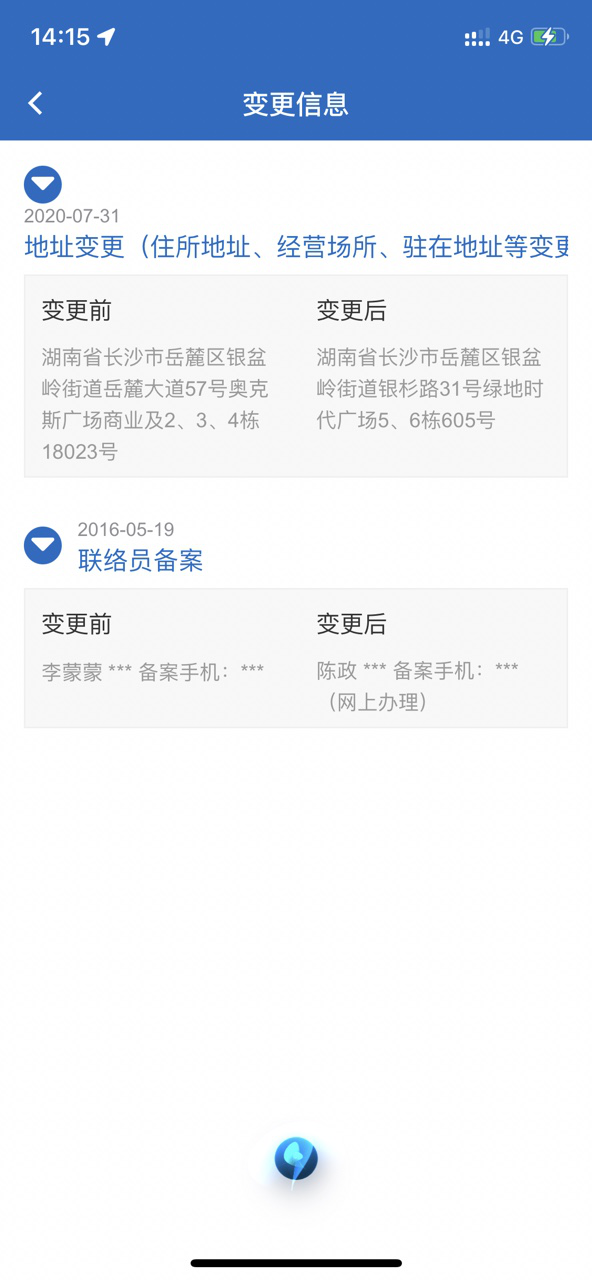 14:15
4G
变更信息
2020-07-31
地址变更（住所地址、经营场所、驻在地址等变更
变更前
变更后
湖南省长沙市岳麓区银盆
岭街道岳麓大道57号奥克
斯广场商业及2、3、4栋
18023号
湖南省长沙市岳麓区银盆
岭街道银杉路31号绿地时
代广场5、6栋605号
2016-05-19
联络员备案
变更前
变更后
李蒙蒙 *** 备案手机：***
陈政 *** 备案手机：***
（网上办理）